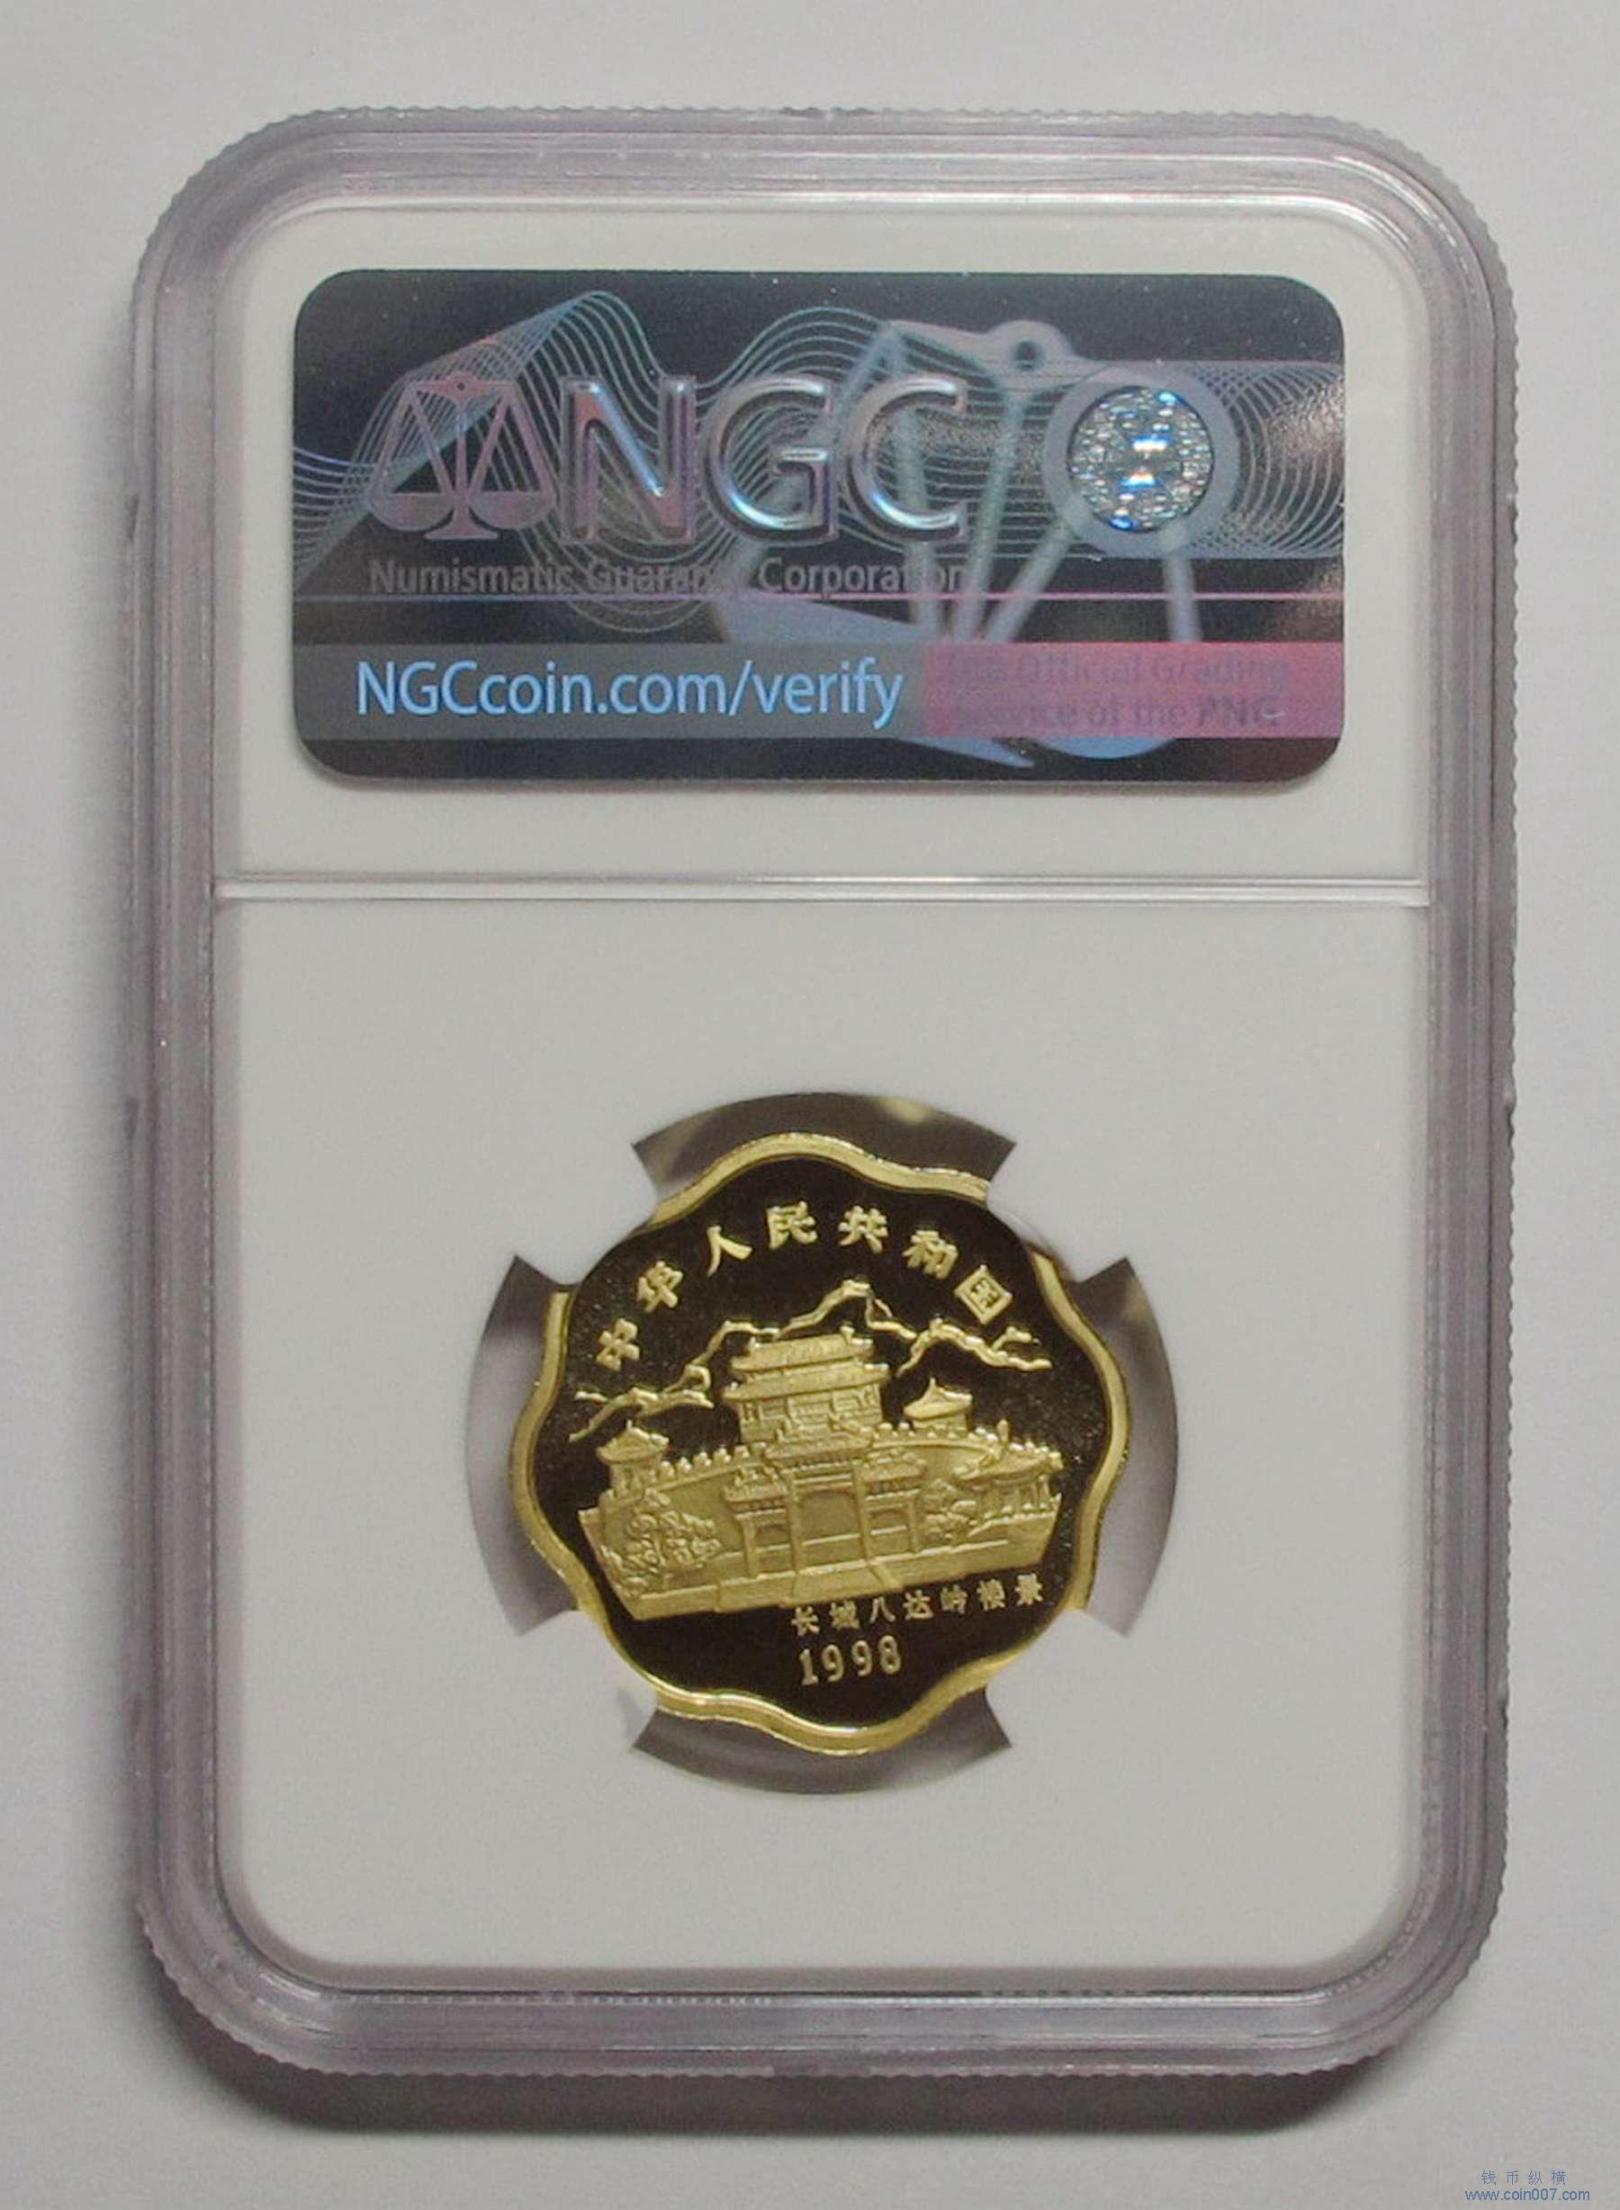 NGC
Numismatic Guaranty Corporation
NGCcoin.com/verify
The Official Grading
Service of the PNG
中华人民共和国
长城八达岭楼景
1998
钱币纵横
www.coin007.com